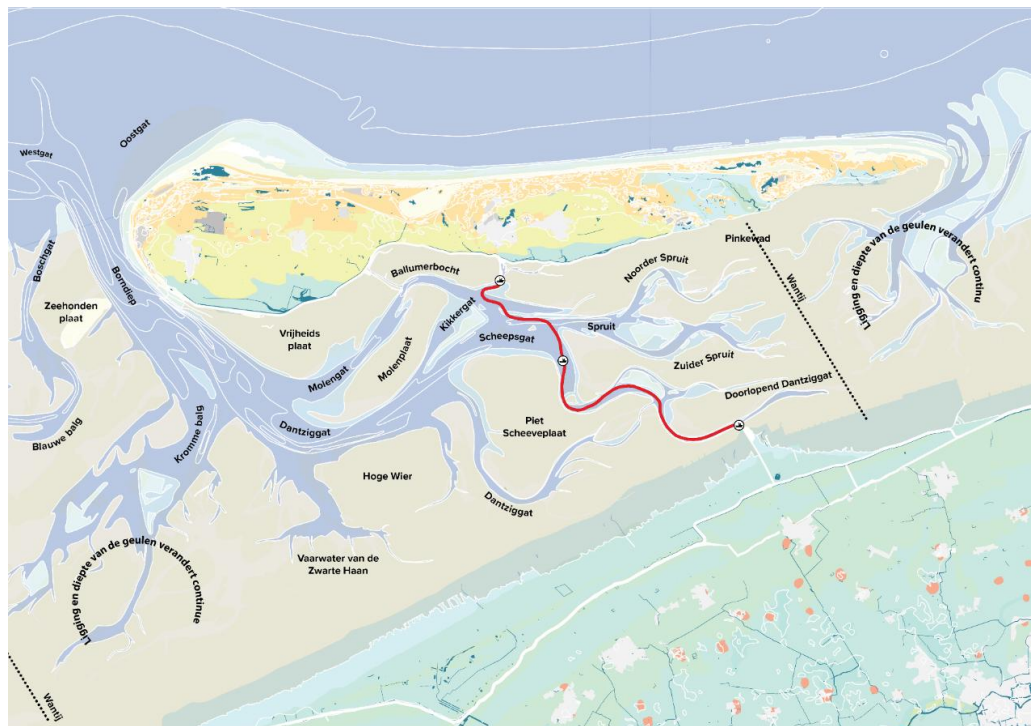 Oostgat
Westgat
Boschgat
Borndiep
Zeehonden
plaat
Ballumerbocht
Kikkergat
Vrijheids
plaat
Molengat
Molenplaat
Scheepsgat
Noorder Spruit
Spruit
Zuider Spruit
Pinkewad
Wantij
Ligging en diepte van de geulen verandert continu
Doorlopend Dantziggat
Piet
Scheeveplaat
Dantziggat
Blauwe balg
Kromme balg
Hoge Wier
Dantziggat
Vaarwater van de
Zwarte Haan
Ligging en diepte van de geulen verandert continue
Wantij